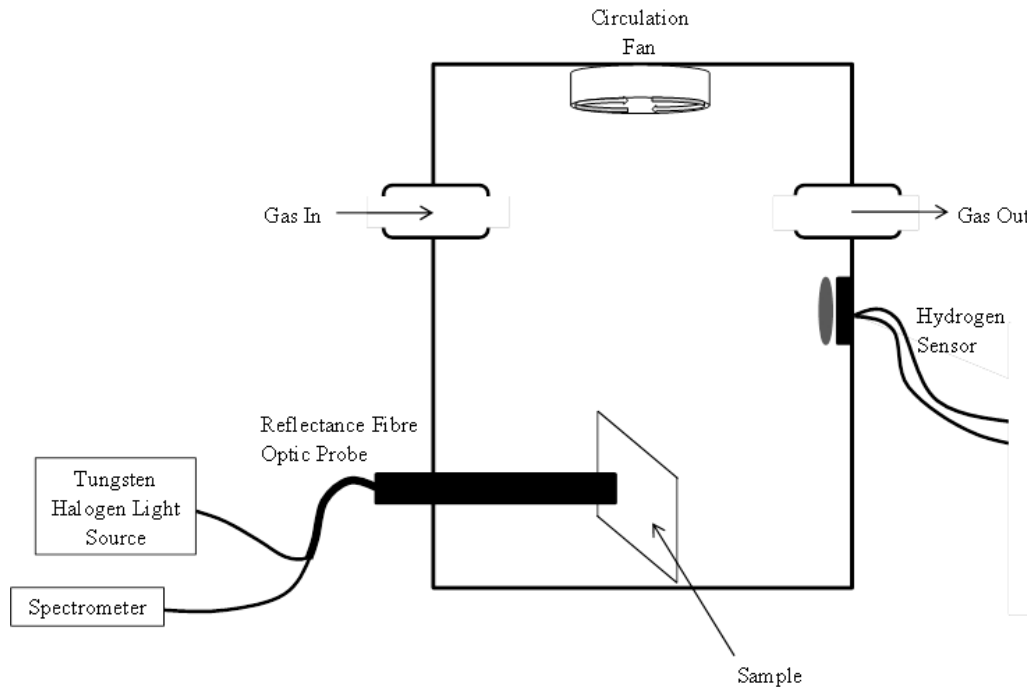 Circulation
Fan
Gas In
Gas Out
Hydrogen
Sensor
Reflectance Fibre
Optic Probe
Tungsten
Halogen Light
Source
Spectrometer
Sample